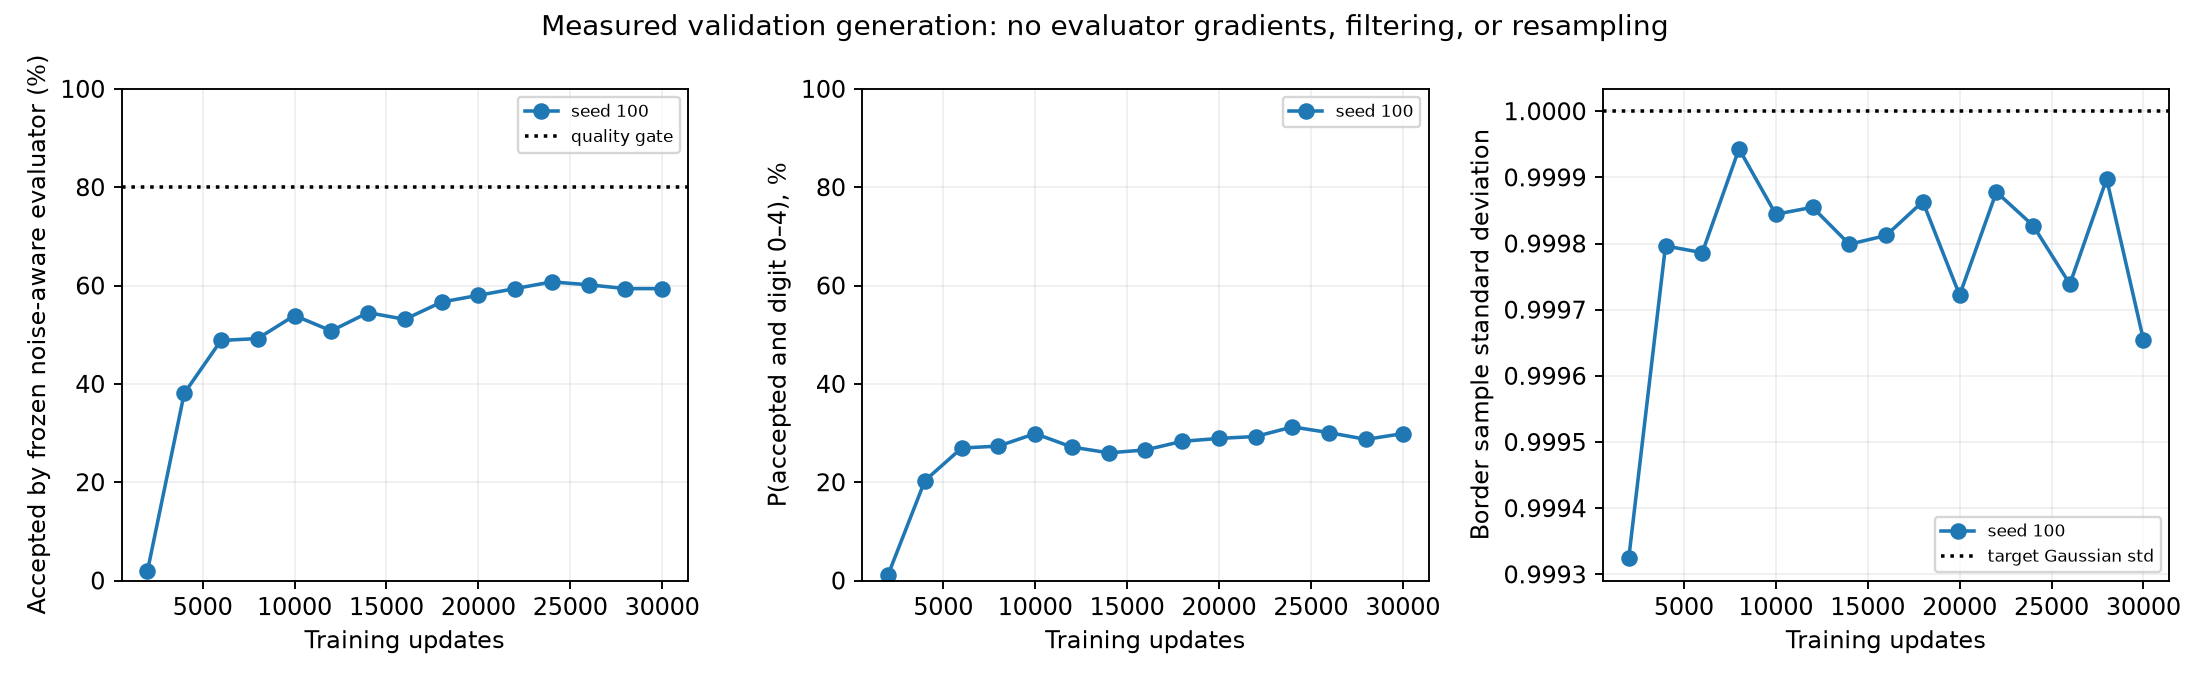 Measured validation generation: no evaluator gradients, filtering, or resampling
Accepted by frozen noise-aware evaluator (%)
100
80
60
40
20
0
seed 100
quality gate
5000 10000 15000 20000 25000 30000
Training updates
P(accepted and digit 0–4), %
100
80
60
40
20
0
seed 100
5000 10000 15000 20000 25000 30000
Training updates
Border sample standard deviation
1.0000
0.9999
0.9998
0.9997
0.9996
0.9995
0.9994
0.9993
seed 100
target Gaussian std
5000 10000 15000 20000 25000 30000
Training updates